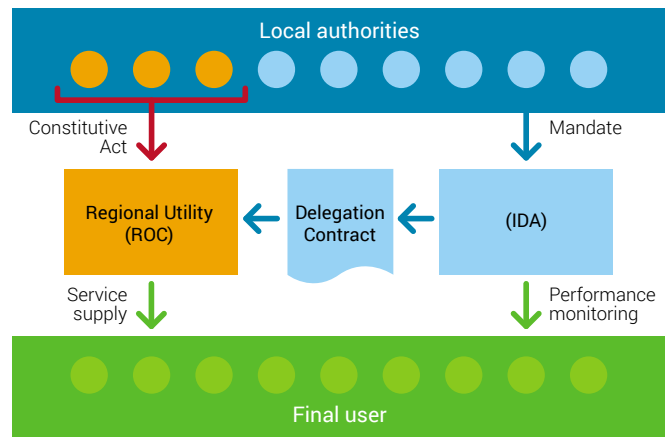 Local authorities
Constitutive
Act
Mandate
Regional Utility
(ROC)
Delegation
Contract
(IDA)
Service
supply
Performance
monitoring
Final user